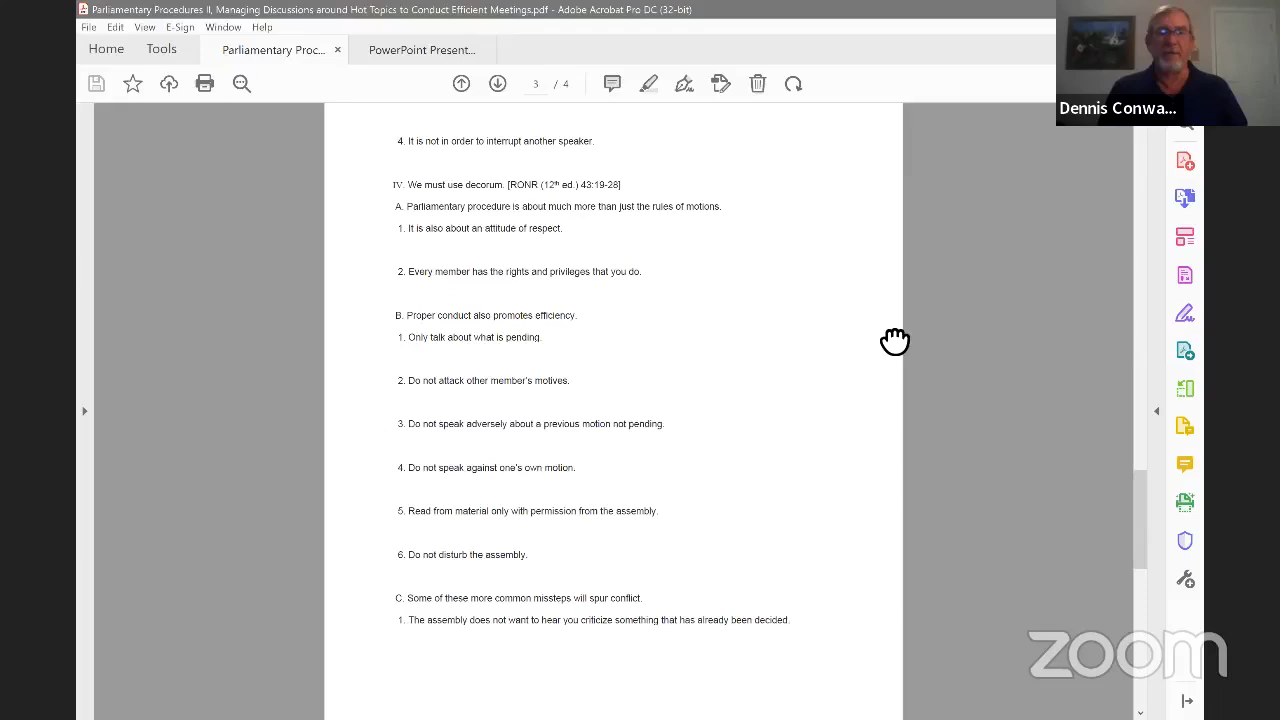 Parliamentary Procedures II, Managing Discussions around Hot Topics to Conduct Efficient Meetings.pdf - Adobe Acrobat Pro DC (32-bit)
File Edit View E-Sign Window Help
Home Tools Parliamentary Proc... × PowerPoint Present...
3 / 4
Dennis Conwa...
4. It is not in order to interrupt another speaker.
IV. We must use decorum. [RONR (12th ed.) 43:19-28]
A. Parliamentary procedure is about much more than just the rules of motions.
1. It is also about an attitude of respect.
2. Every member has the rights and privileges that you do.
B. Proper conduct also promotes efficiency.
1. Only talk about what is pending.
2. Do not attack other member's motives.
3. Do not speak adversely about a previous motion not pending.
4. Do not speak against one's own motion.
5. Read from material only with permission from the assembly.
6. Do not disturb the assembly.
C. Some of these more common missteps will spur conflict.
1. The assembly does not want to hear you criticize something that has already been decided.
zoom